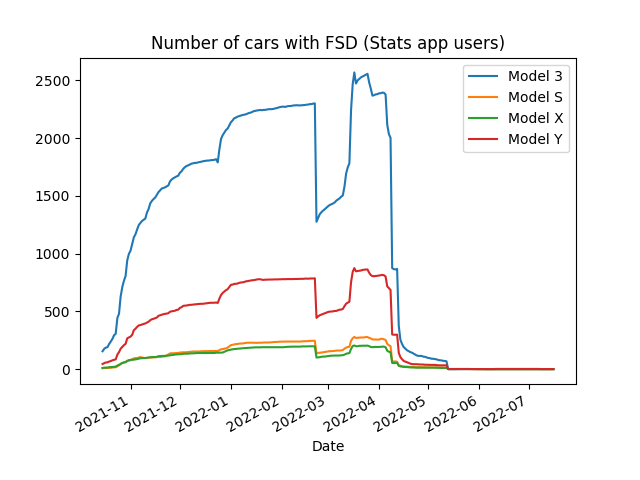 Number of cars with FSD (Stats app users)
Model 3
Model S
Model X
Model Y
2500
2000
1500
1000
500
0
2021-11
2021-12
2022-01
2022-02
2022-03
2022-04
2022-05
2022-06
2022-07
Date